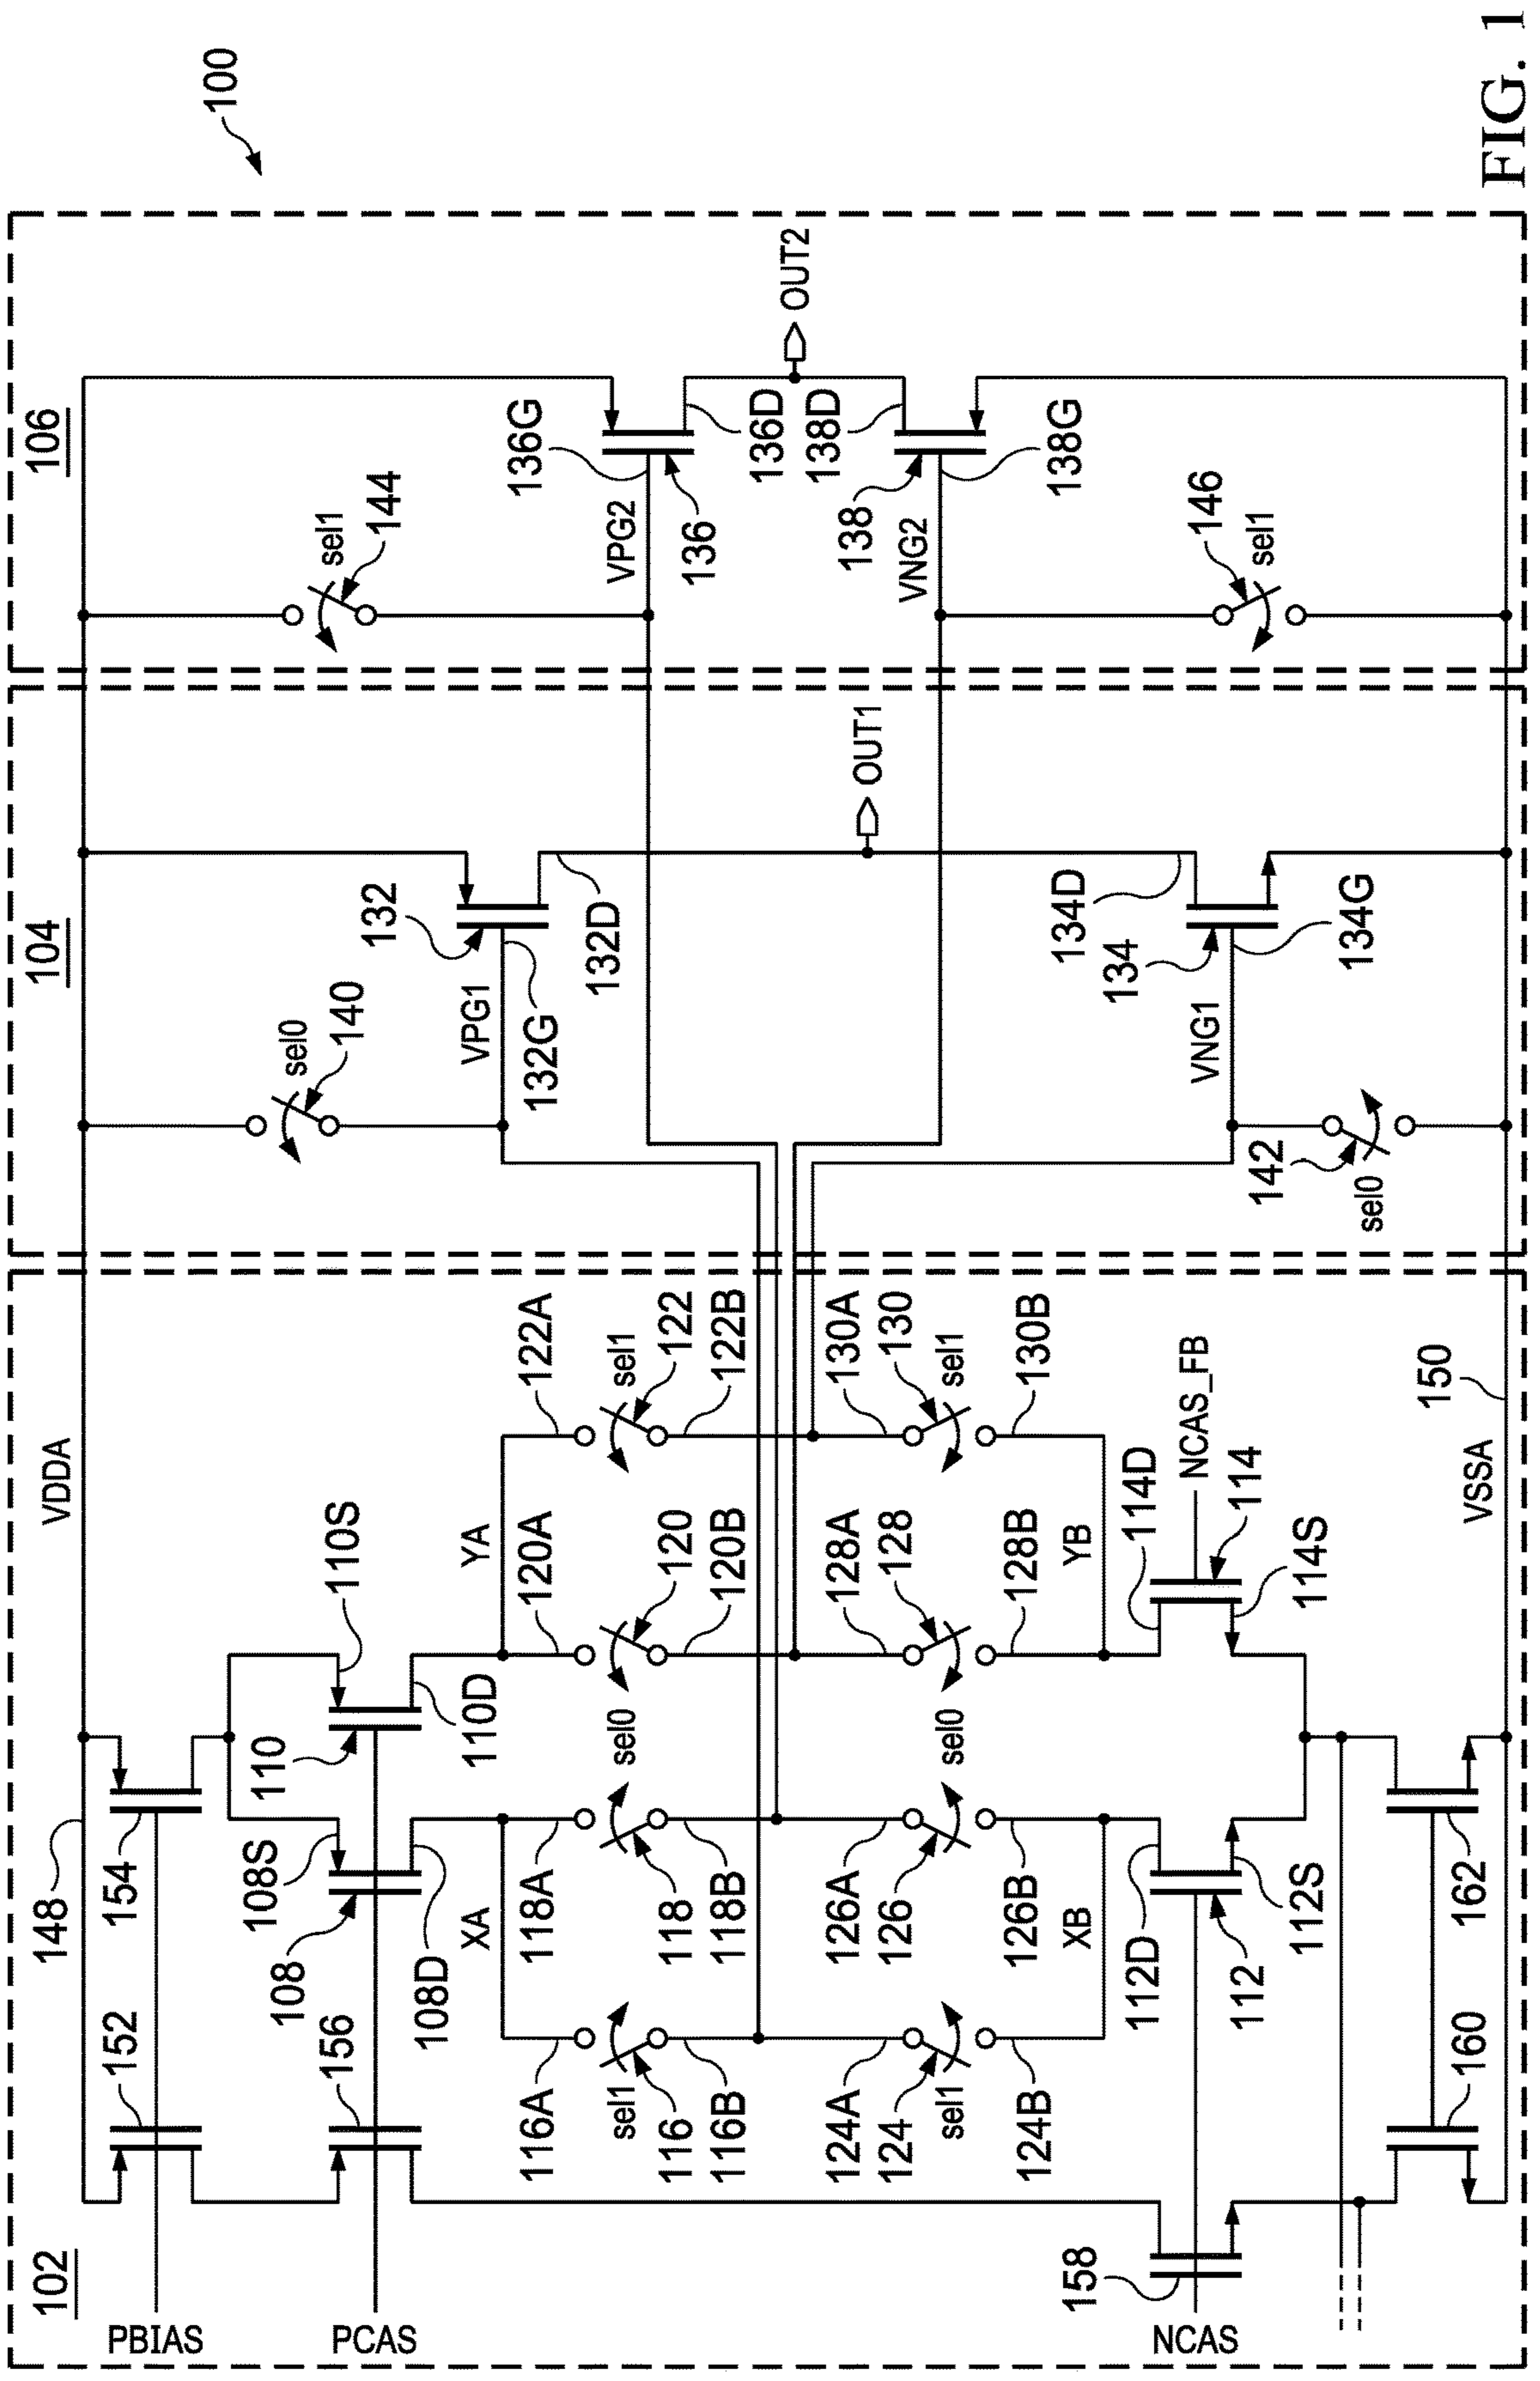 100
102
104
106
VDDA
148
152
154
PBIAS
108S
110S
108
110
156
PCAS
108D
110D
XA
YA
116A
118A
120A
122A
sel1
116
118
sel0
120
sel1
122
116B
118B
120B
122B
124A
126A
128A
130A
124
sel1
126
sel0
128
130
sel1
124B
126B
128B
130B
XB
YB
112D
114D
158
NCAS
112
NCAS_FB
114
112S
114S
160
162
150
VSSA
sel0
140
132
VPG1
132G
132D
OUT1
134D
134
VNG1
134G
142
sel0
sel1
144
136G
VPG2
136
136D
OUT2
138D
138
VNG2
138G
146
sel1
FIG. 1